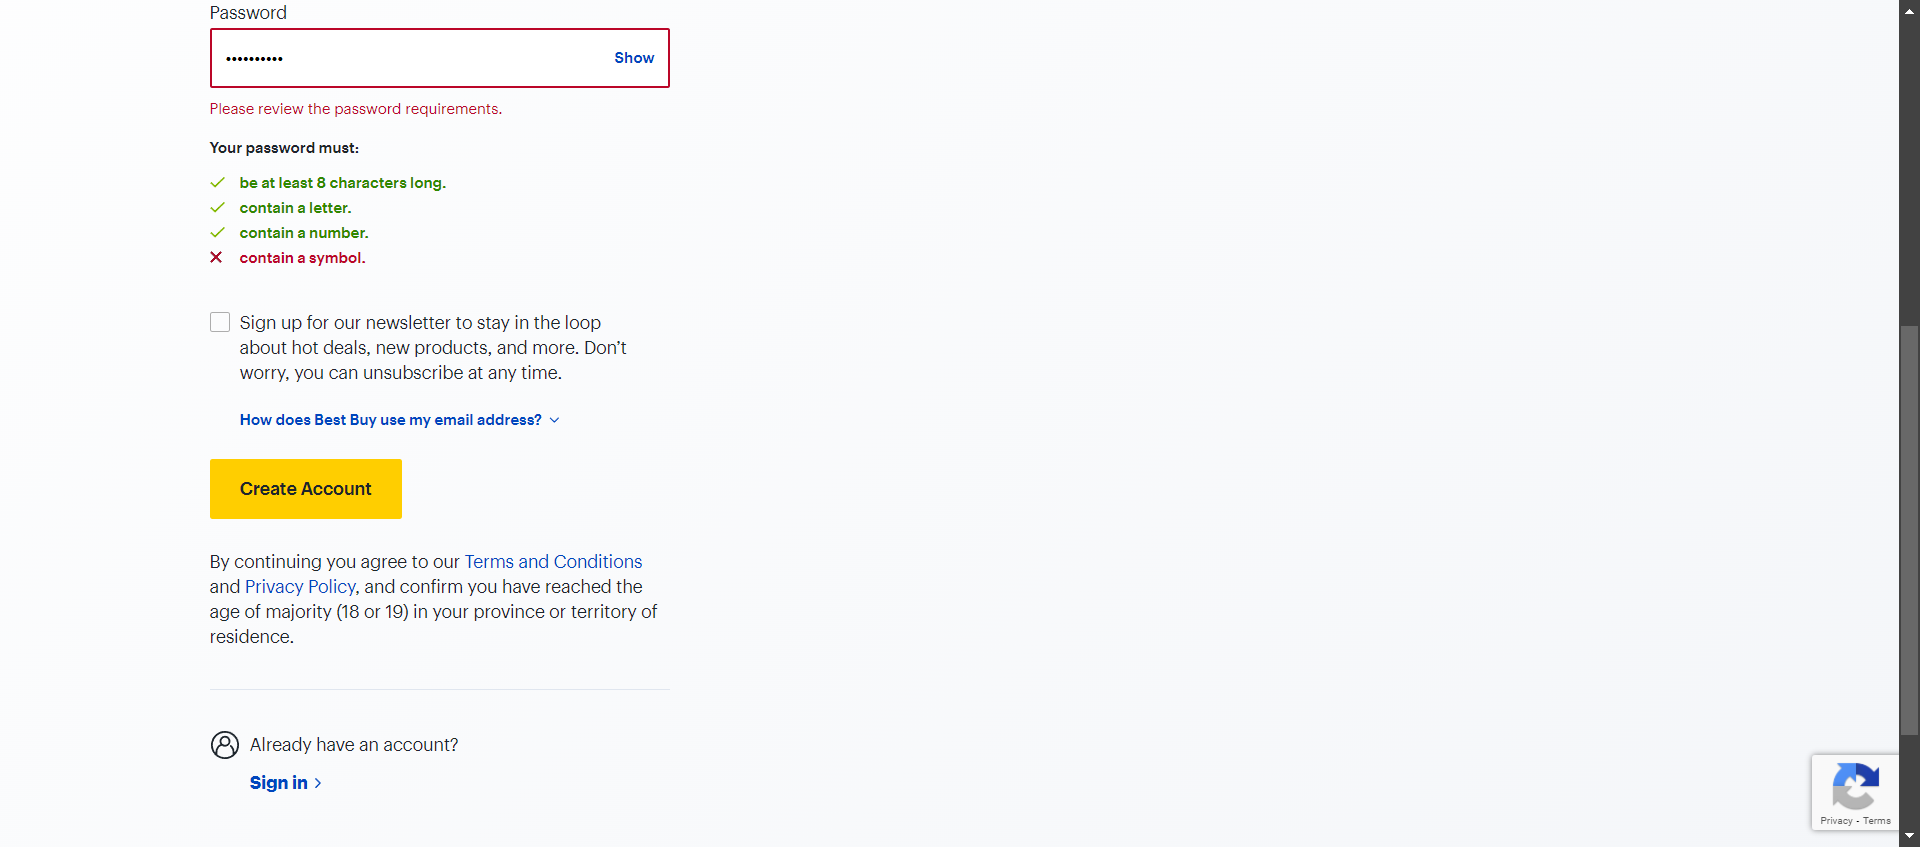 Password
••••••••••
Show
Please review the password requirements.
Your password must:
be at least 8 characters long.
contain a letter.
contain a number.
contain a symbol.
Sign up for our newsletter to stay in the loop
about hot deals, new products, and more. Don’t
worry, you can unsubscribe at any time.
How does Best Buy use my email address?
Create Account
By continuing you agree to our Terms and Conditions
and Privacy Policy, and confirm you have reached the
age of majority (18 or 19) in your province or territory of
residence.
Already have an account?
Sign in
Privacy - Terms